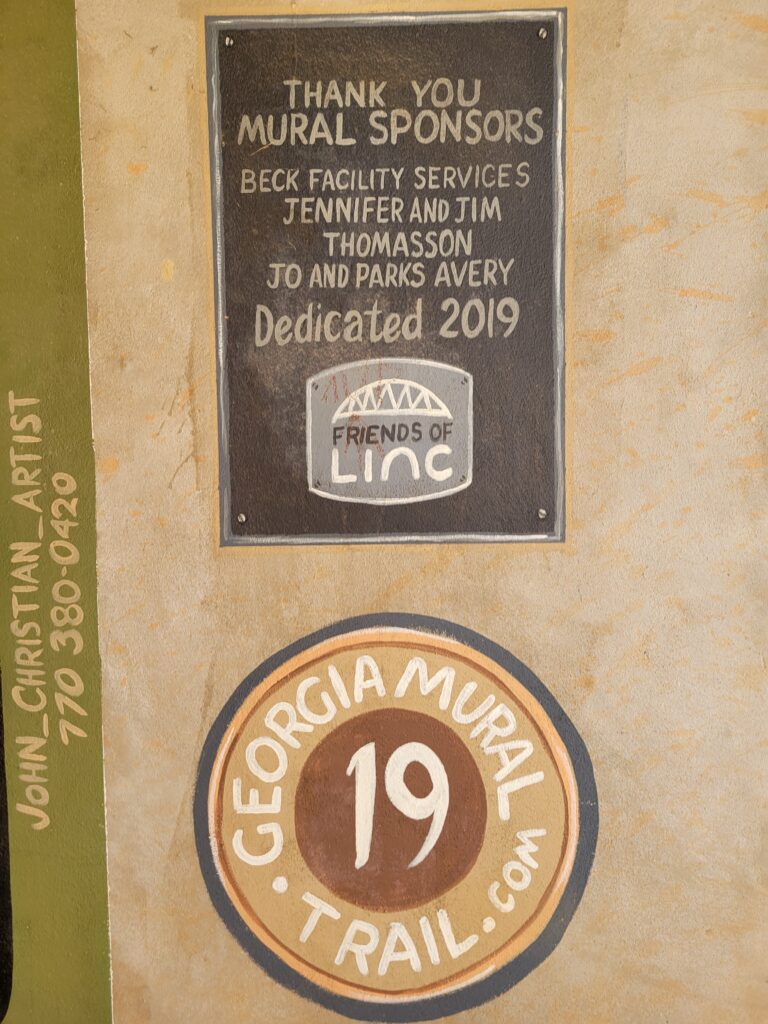 THANK YOU
MURAL SPONSORS
BECK FACILITY SERVICES
JENNIFER AND JIM
THOMASSON
JO AND PARKS AVERY
Dedicated 2019
FRIENDS OF
LINC
JOHN_CHRISTIAN_ARTIST
770 380-0420
GEORGIA MURAL
TRAIL.COM
19